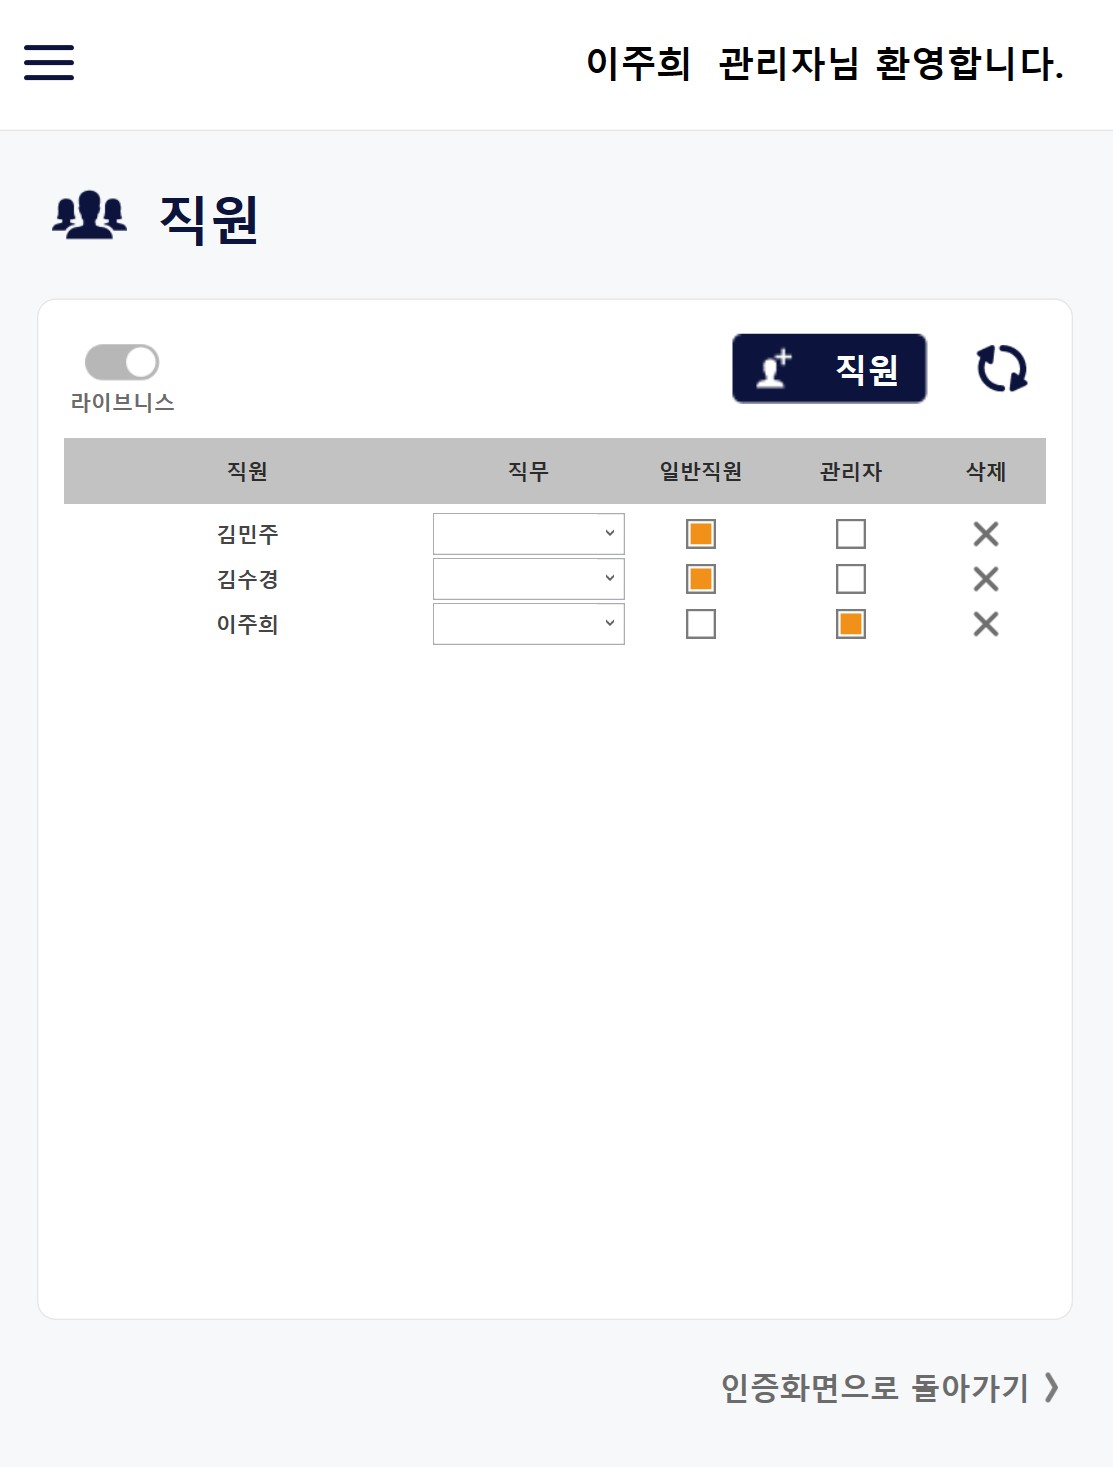 이주희 관리자님 환영합니다.
직원
직원
라이브니스
직원 직무 일반직원 관리자 삭제
김민주
김수경
이주희
인증화면으로 돌아가기